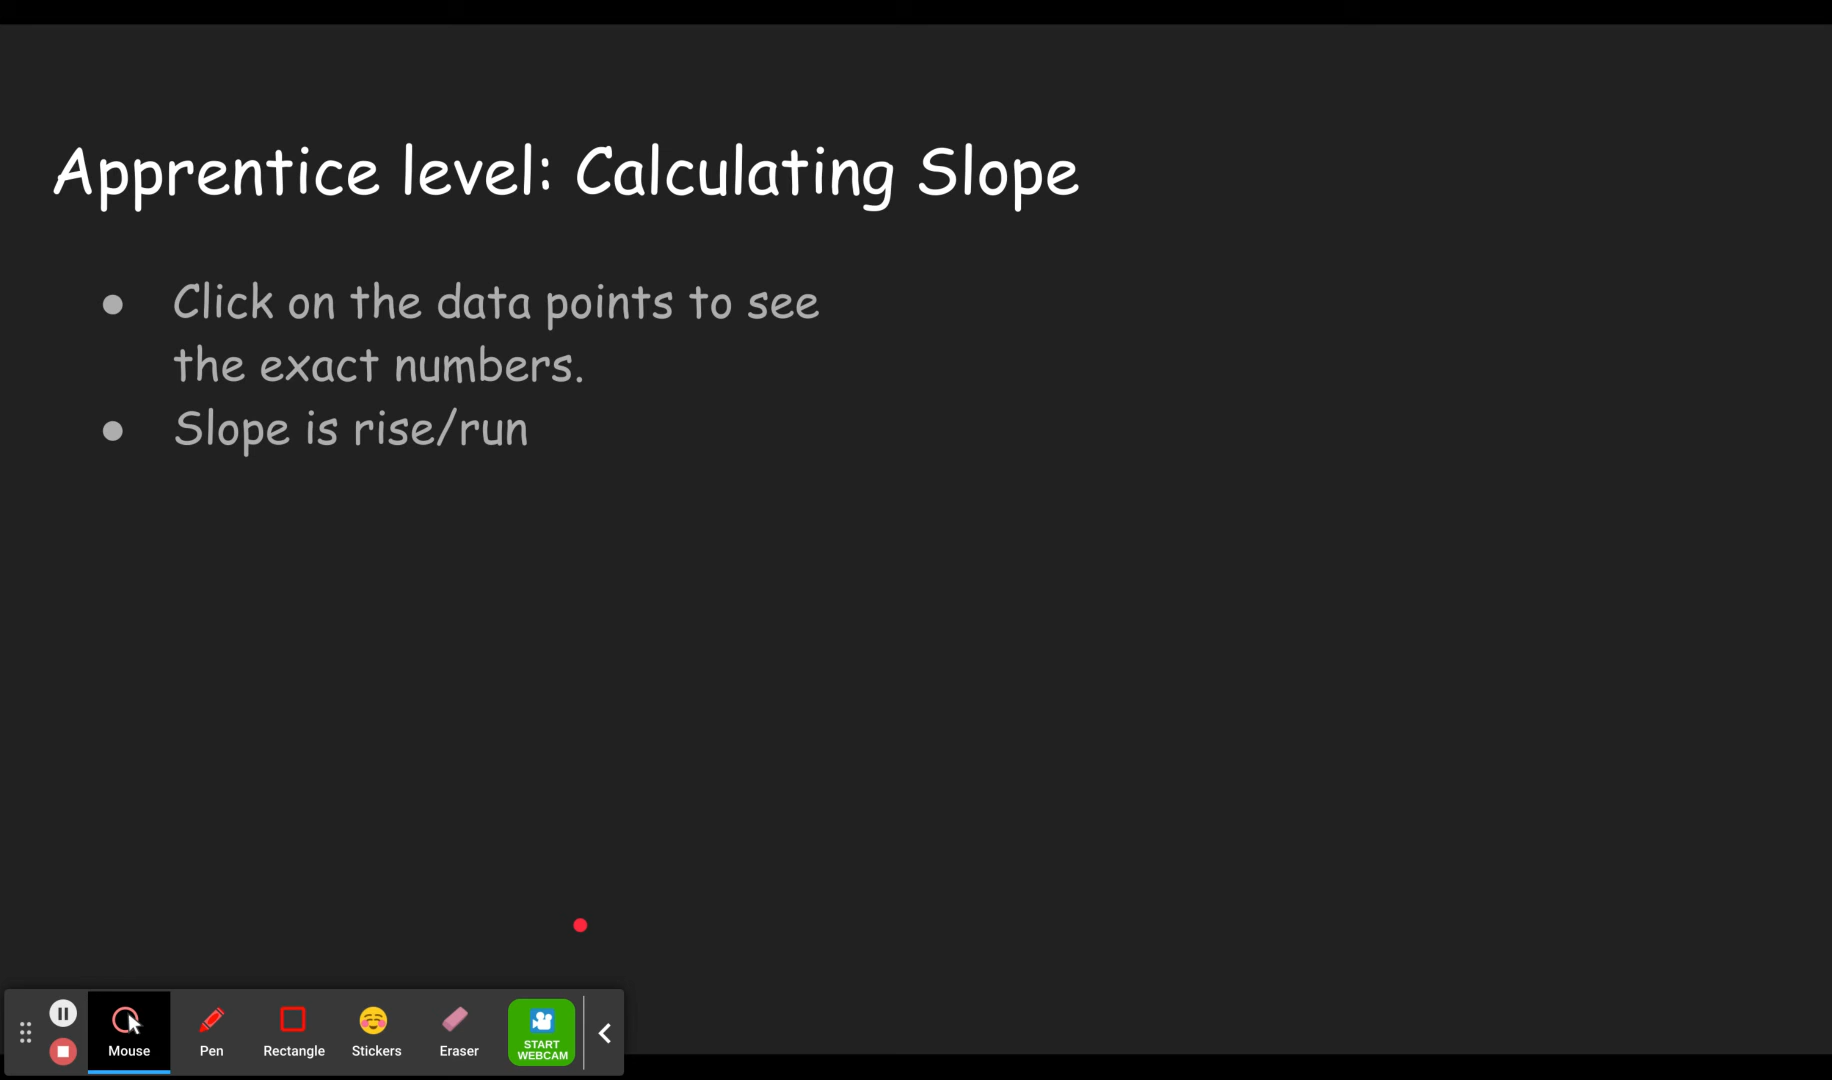 Apprentice level: Calculating Slope
● Click on the data points to see
the exact numbers.
● Slope is rise/run
Mouse
Pen
Rectangle
Stickers
Eraser
START
WEBCAM